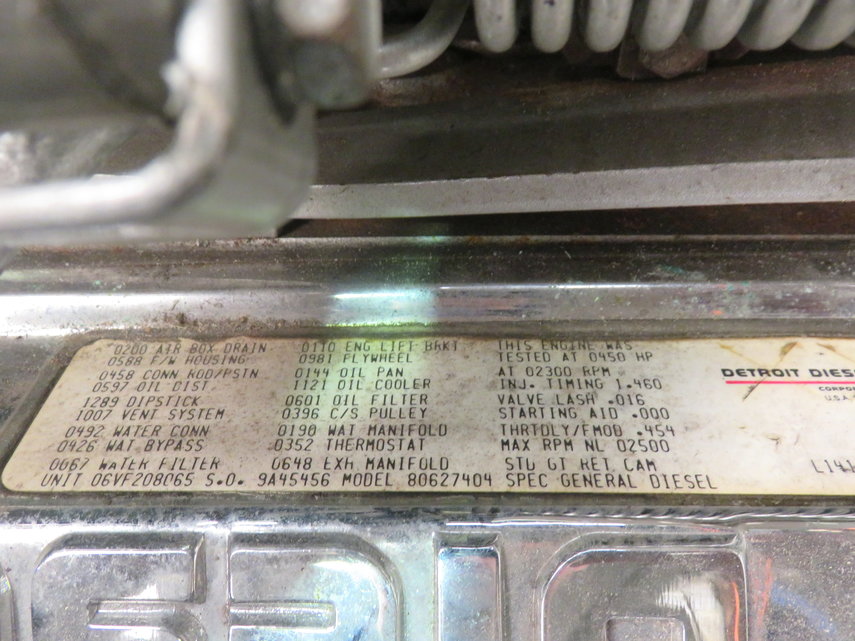 0200 AIR BOX DRAIN 0110 ENG LIFT BRKT THIS ENGINE WAS
0588 F/W HOUSING 0981 FLYWHEEL TESTED AT 0450 HP
0458 CONN ROD/PSTN 0144 OIL PAN AT 02300 RPM
0597 OIL DIST 1121 OIL COOLER INJ. TIMING 1.460
1289 DIPSTICK 0601 OIL FILTER VALVE LASH .016
1007 VENT SYSTEM 0396 C/S PULLEY STARTING AID .000
0492 WATER CONN 0190 WAT MANIFOLD THRTDLY/FMOD .454
0426 WAT BYPASS 0352 THERMOSTAT MAX RPM NL 02500
0067 WATER FILTER 0648 EXH MANIFOLD STD GT RET CAM
UNIT 06VF208065 S.O. 9A45456 MODEL 80627404 SPEC GENERAL DIESEL
DETROIT DIESE
CORPO
U.S.A